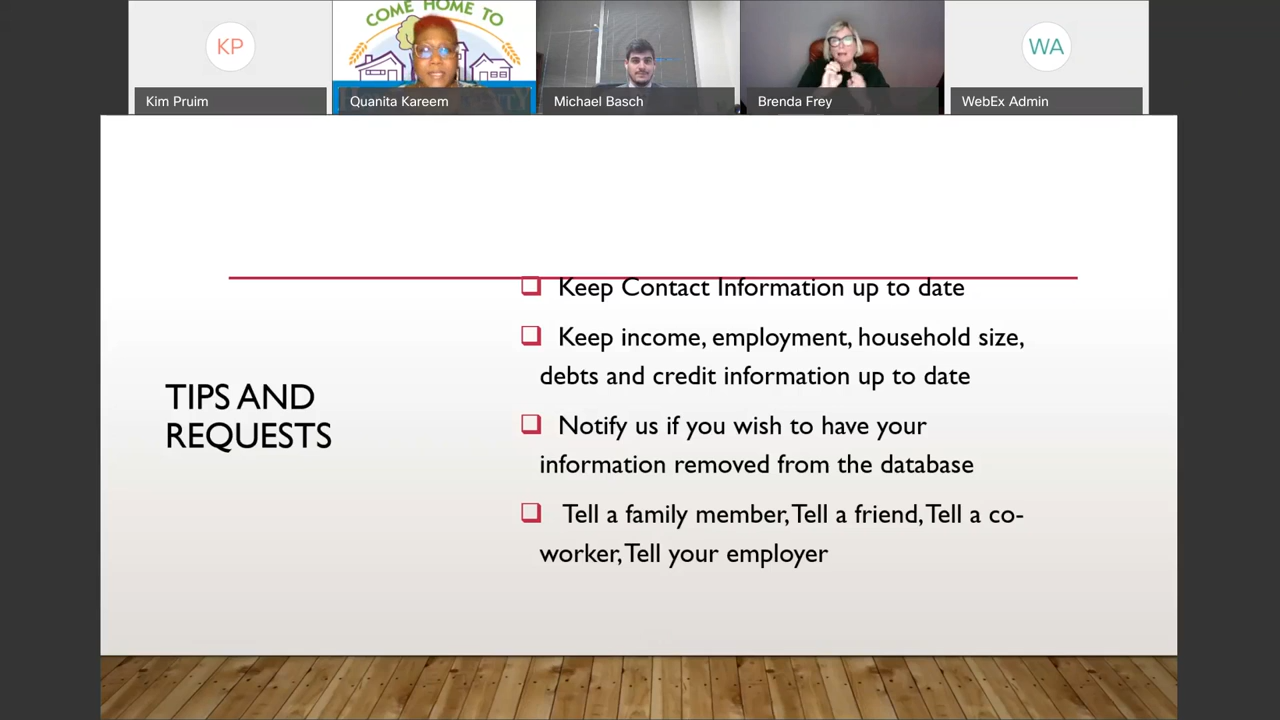 COME HOME TO
KP
WA
Kim Pruim
Quanita Kareem
Michael Basch
Brenda Frey
WebEx Admin
TIPS AND
REQUESTS
Keep Contact Information up to date
Keep income, employment, household size,
debts and credit information up to date
Notify us if you wish to have your
information removed from the database
Tell a family member, Tell a friend, Tell a co-
worker, Tell your employer